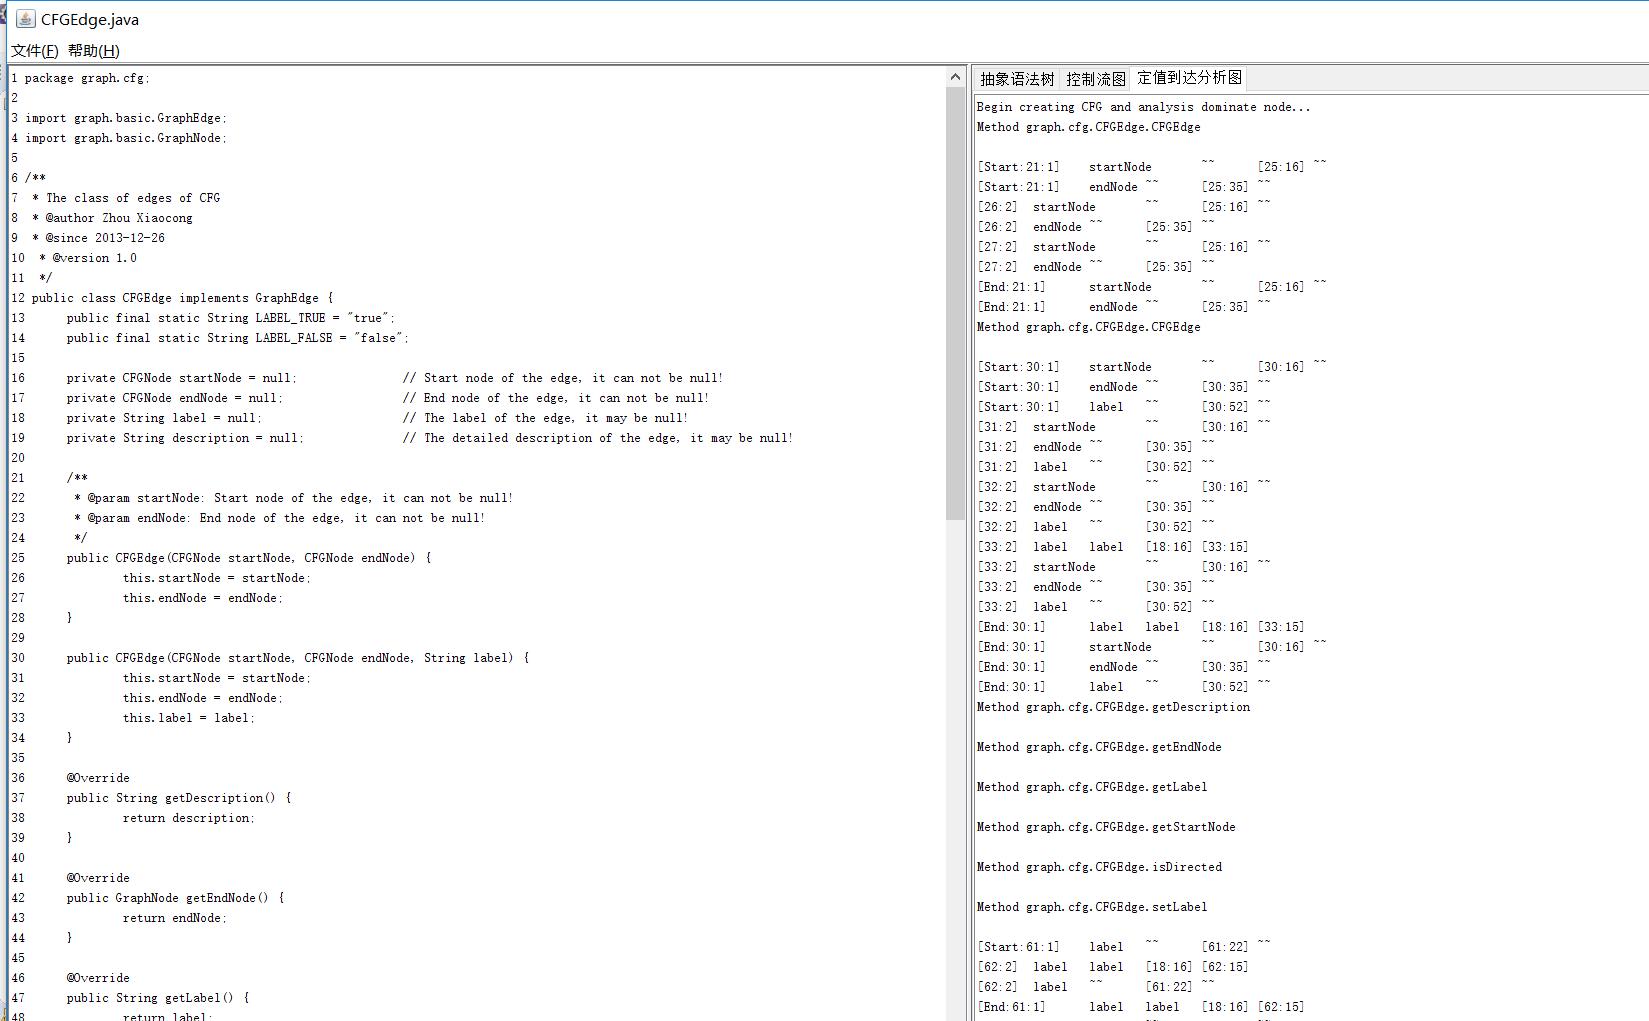 CFGEdge.java
文件(F) 帮助(H)
1 package graph.cfg;
2
3 import graph.basic.GraphEdge;
4 import graph.basic.GraphNode;
5
6 /**
7 * The class of edges of CFG
8 * @author Zhou Xiaocong
9 * @since 2013-12-26
10 * @version 1.0
11 */
12 public class CFGEdge implements GraphEdge {
13 public final static String LABEL_TRUE = "true";
14 public final static String LABEL_FALSE = "false";
15
16 private CFGNode startNode = null; // Start node of the edge, it can not be null!
17 private CFGNode endNode = null; // End node of the edge, it can not be null!
18 private String label = null; // The label of the edge, it may be null!
19 private String description = null; // The detailed description of the edge, it may be null!
20
21 /**
22 * @param startNode: Start node of the edge, it can not be null!
23 * @param endNode: End node of the edge, it can not be null!
24 */
25 public CFGEdge(CFGNode startNode, CFGNode endNode) {
26 this.startNode = startNode;
27 this.endNode = endNode;
28 }
29
30 public CFGEdge(CFGNode startNode, CFGNode endNode, String label) {
31 this.startNode = startNode;
32 this.endNode = endNode;
33 this.label = label;
34 }
35
36 @Override
37 public String getDescription() {
38 return description;
39 }
40
41 @Override
42 public GraphNode getEndNode() {
43 return endNode;
44 }
45
46 @Override
47 public String getLabel() {
48 return label;
抽象语法树 控制流图 定值到达分析图
Begin creating CFG and analysis dominate node...
Method graph.cfg.CFGEdge.CFGEdge
[Start:21:1] startNode ~~ [25:16] ~~
[Start:21:1] endNode ~~ [25:35] ~~
[26:2] startNode ~~ [25:16] ~~
[26:2] endNode ~~ [25:35] ~~
[27:2] startNode ~~ [25:16] ~~
[27:2] endNode ~~ [25:35] ~~
[End:21:1] startNode ~~ [25:16] ~~
[End:21:1] endNode ~~ [25:35] ~~
Method graph.cfg.CFGEdge.CFGEdge
[Start:30:1] startNode ~~ [30:16] ~~
[Start:30:1] endNode ~~ [30:35] ~~
[Start:30:1] label ~~ [30:52] ~~
[31:2] startNode ~~ [30:16] ~~
[31:2] endNode ~~ [30:35] ~~
[31:2] label ~~ [30:52] ~~
[32:2] startNode ~~ [30:16] ~~
[32:2] endNode ~~ [30:35] ~~
[32:2] label ~~ [30:52] ~~
[33:2] label label [18:16] [33:15]
[33:2] startNode ~~ [30:16] ~~
[33:2] endNode ~~ [30:35] ~~
[33:2] label ~~ [30:52] ~~
[End:30:1] label label [18:16] [33:15]
[End:30:1] startNode ~~ [30:16] ~~
[End:30:1] endNode ~~ [30:35] ~~
[End:30:1] label ~~ [30:52] ~~
Method graph.cfg.CFGEdge.getDescription
Method graph.cfg.CFGEdge.getEndNode
Method graph.cfg.CFGEdge.getLabel
Method graph.cfg.CFGEdge.getStartNode
Method graph.cfg.CFGEdge.isDirected
Method graph.cfg.CFGEdge.setLabel
[Start:61:1] label ~~ [61:22] ~~
[62:2] label label [18:16] [62:15]
[62:2] label ~~ [61:22] ~~
[End:61:1] label label [18:16] [62:15]